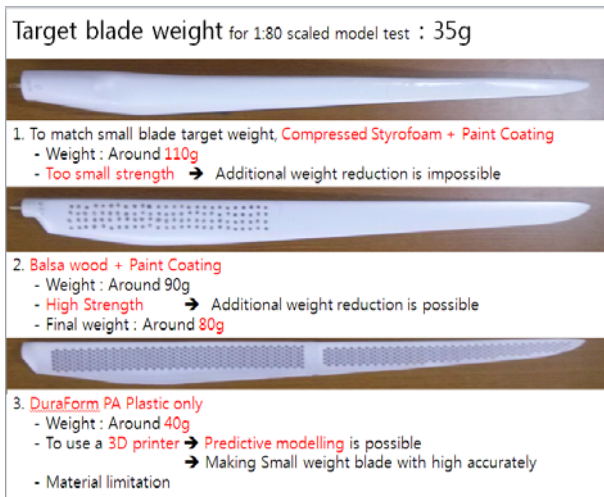 Target blade weight for 1:80 scaled model test : 35g
1. To match small blade target weight, Compressed Styrofoam + Paint Coating
- Weight : Around 110g
- Too small strength ➔ Additional weight reduction is impossible
2. Balsa wood + Paint Coating
- Weight : Around 90g
- High Strength ➔ Additional weight reduction is possible
- Final weight : Around 80g
3. DuraForm PA Plastic only
- Weight : Around 40g
- To use a 3D printer ➔ Predictive modelling is possible
➔ Making Small weight blade with high accurately
- Material limitation